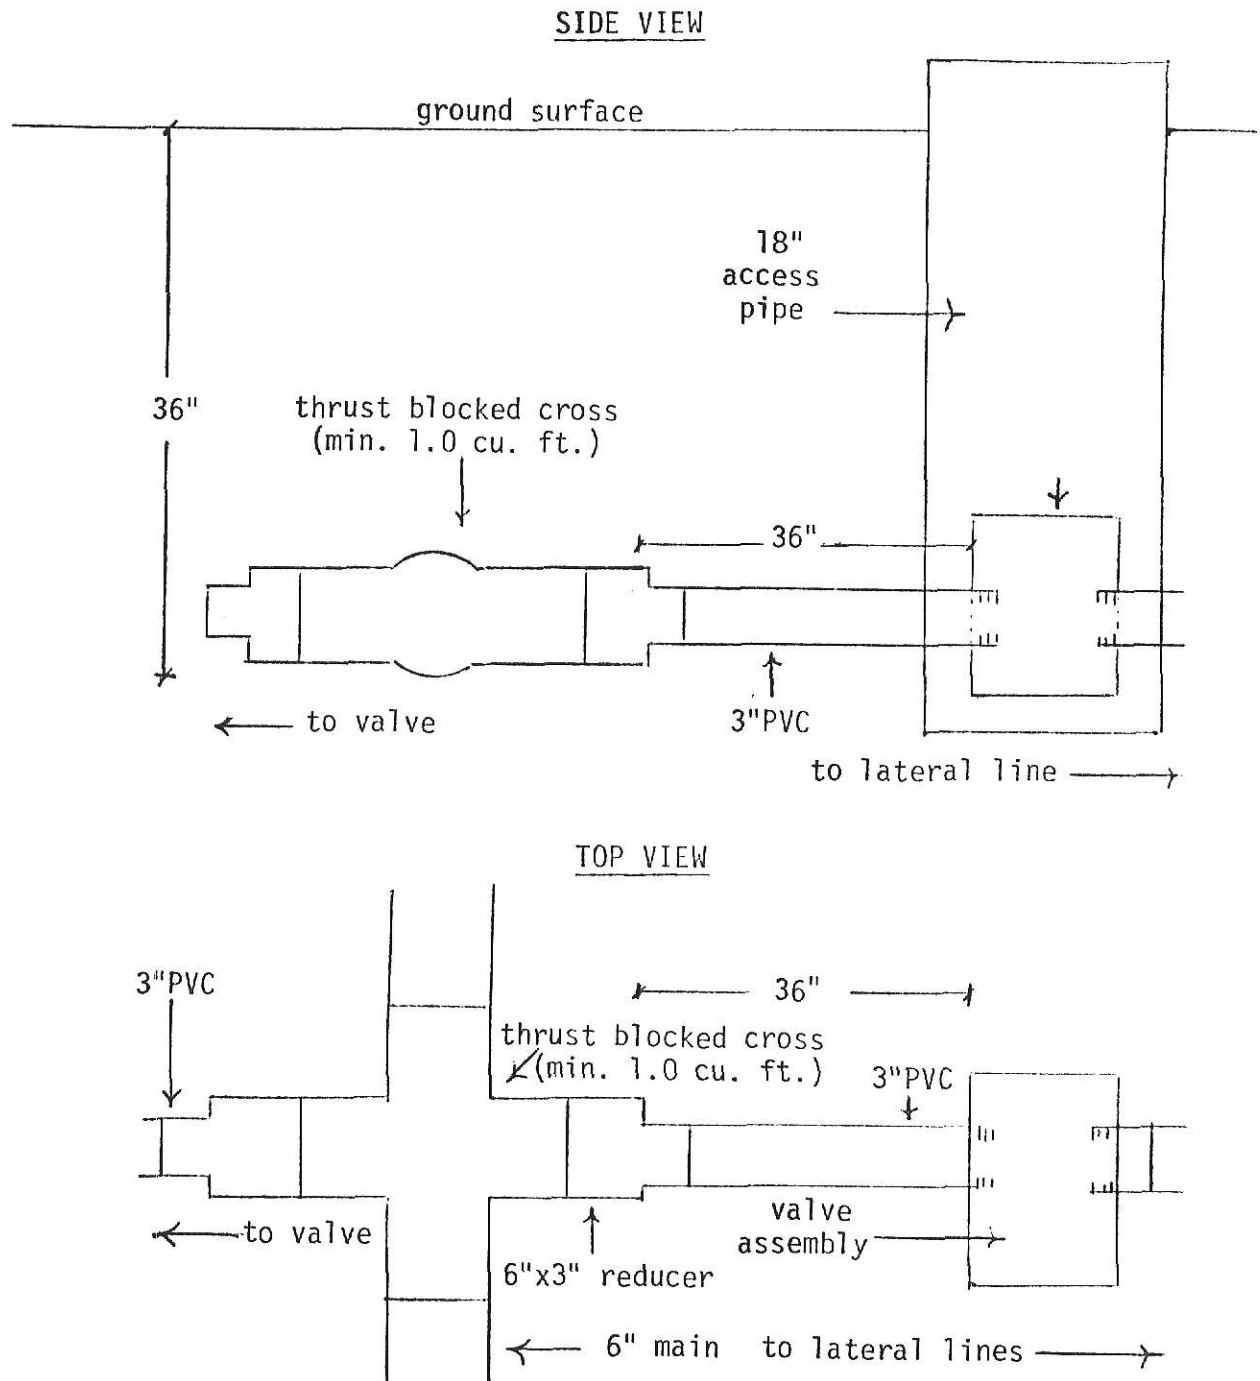 SIDE VIEW
ground surface
18"
access
pipe
36"
thrust blocked cross
(min. 1.0 cu. ft.)
36"
to valve
3"PVC
to lateral line
TOP VIEW
3"PVC
36"
thrust blocked cross
(min. 1.0 cu. ft.)
3"PVC
to valve
valve
assembly
6"x3" reducer
6" main to lateral lines